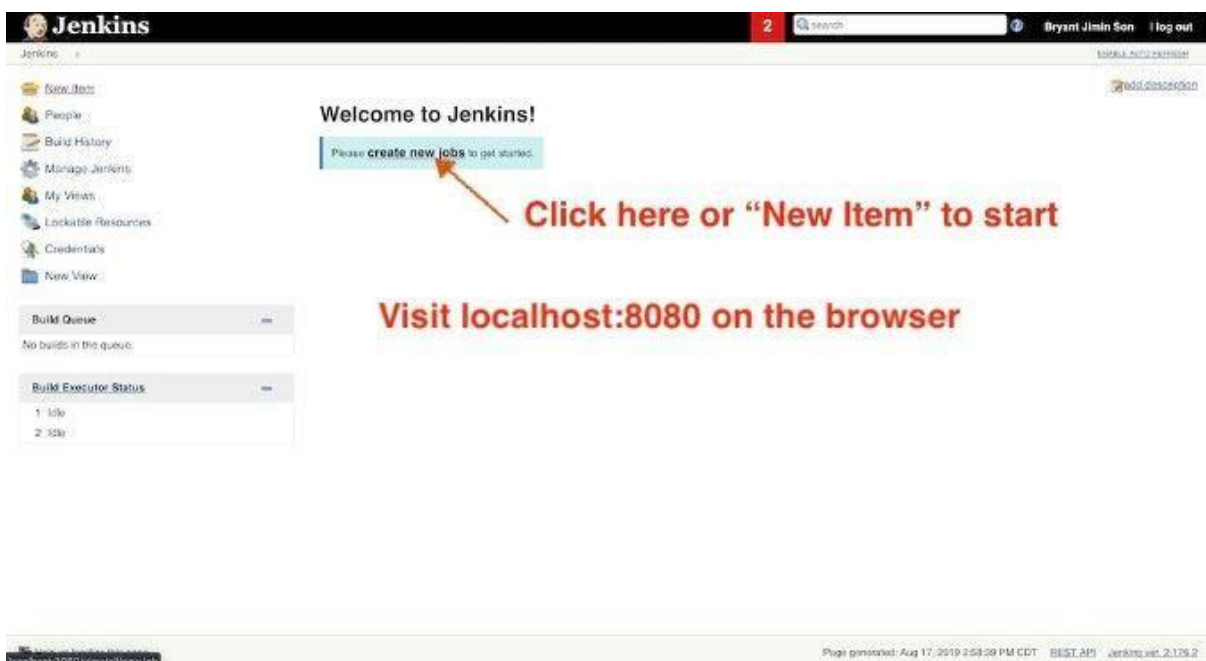 Jenkins
2
search
Bryant Jimin Son
log out
Jenkins
ENABLE AUTO REFRESH
New Item
People
Build History
Manage Jenkins
My Views
Lockable Resources
Credentials
New View
add description
Welcome to Jenkins!
Please create new jobs to get started.
Click here or “New Item” to start
Visit localhost:8080 on the browser
Build Queue
No builds in the queue.
Build Executor Status
1 Idle
2 Idle
Page generated: Aug 17, 2019 2:58:39 PM CDT
REST API
Jenkins ver. 2.176.2